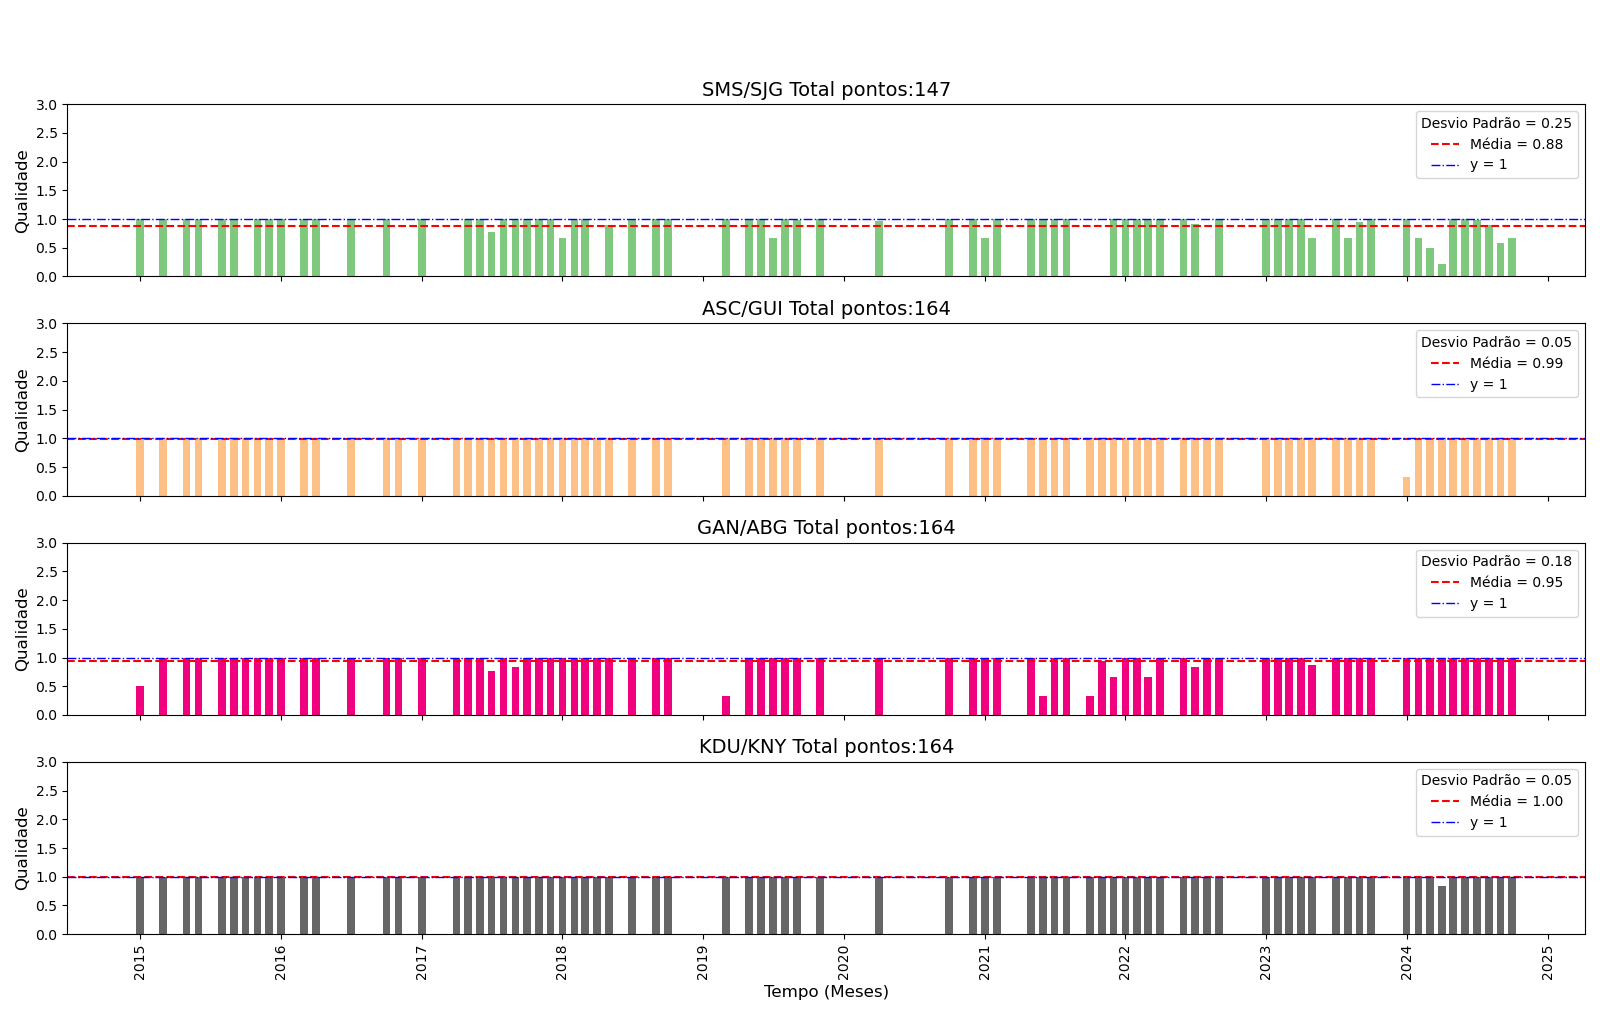 SMS/SJG Total pontos:147
Qualidade
3.0
2.5
2.0
1.5
1.0
0.5
0.0
Desvio Padrão = 0.25
Média = 0.88
y = 1
ASC/GUI Total pontos:164
Qualidade
3.0
2.5
2.0
1.5
1.0
0.5
0.0
Desvio Padrão = 0.05
Média = 0.99
y = 1
GAN/ABG Total pontos:164
Qualidade
3.0
2.5
2.0
1.5
1.0
0.5
0.0
Desvio Padrão = 0.18
Média = 0.95
y = 1
KDU/KNY Total pontos:164
Qualidade
3.0
2.5
2.0
1.5
1.0
0.5
0.0
Desvio Padrão = 0.05
Média = 1.00
y = 1
2015
2016
2017
2018
2019
2020
2021
2022
2023
2024
2025
Tempo (Meses)